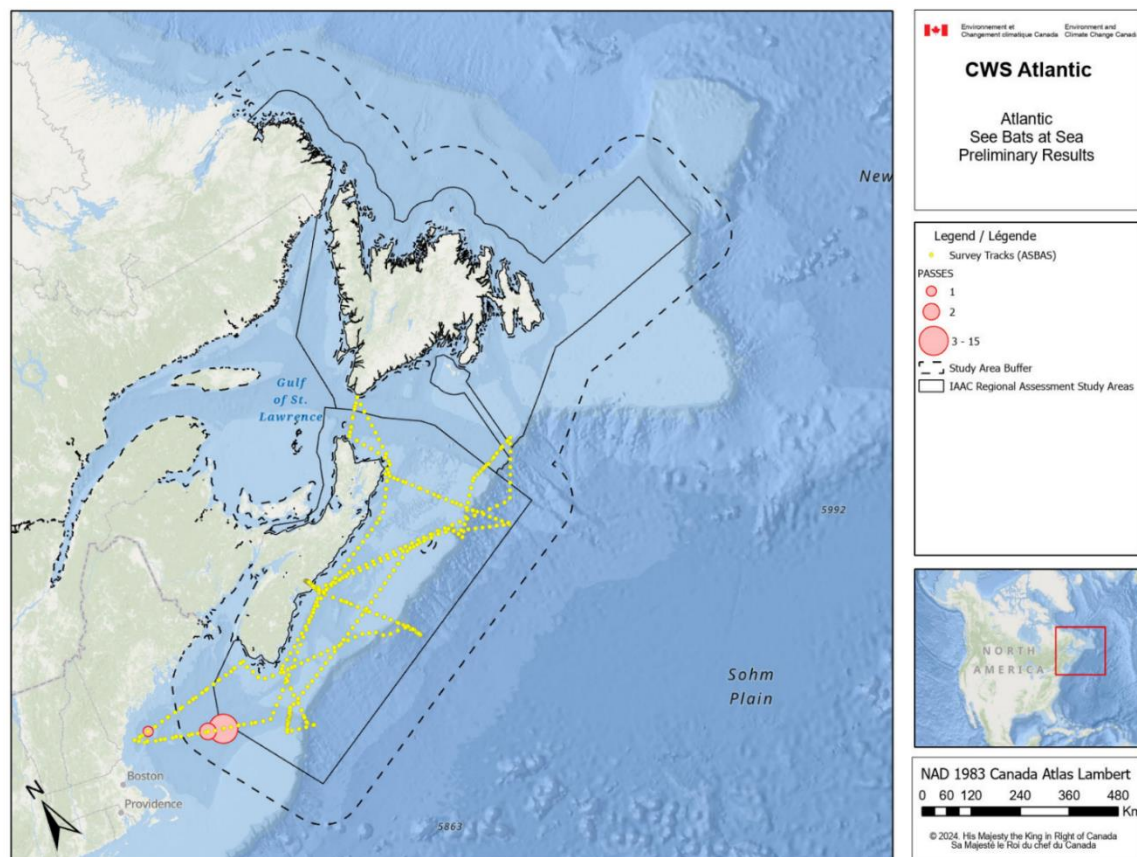 Gulf
of St.
Lawrence
New
5992
Sohm
Plain
5863
Boston
Providence
N
Environnement et
Changement climatique Canada
Environment and
Climate Change Canada
CWS Atlantic
Atlantic
See Bats at Sea
Preliminary Results
Legend / Légende
Survey Tracks (ASBAS)
PASSES
1
2
3 - 15
Study Area Buffer
IAAC Regional Assessment Study Areas
NORTH
AMERICA
NAD 1983 Canada Atlas Lambert
0 60 120 240 360 480
Km
© 2024. His Majesty the King in Right of Canada
Sa Majesté le Roi du chef du Canada